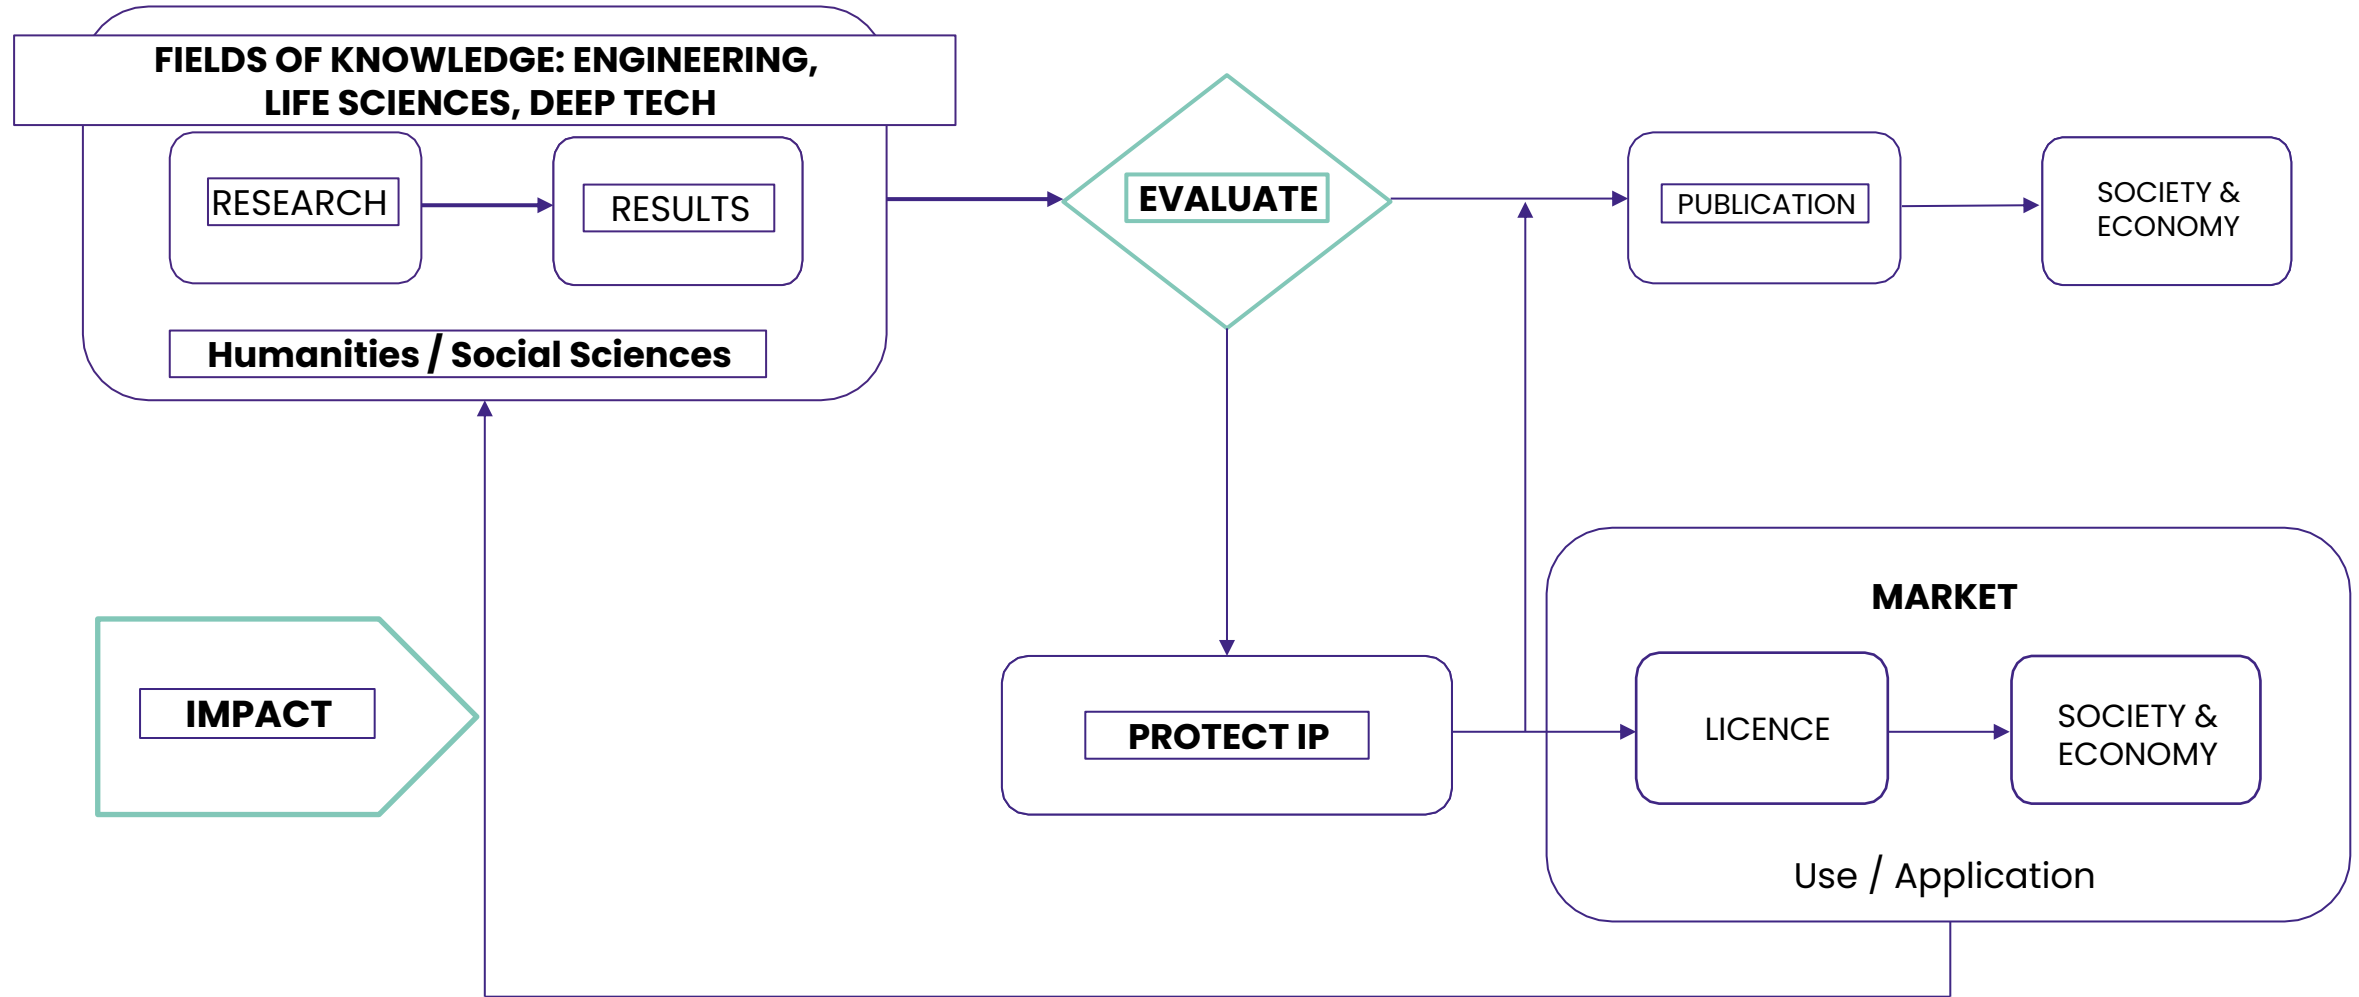 FIELDS OF KNOWLEDGE: ENGINEERING,
LIFE SCIENCES, DEEP TECH
RESEARCH
RESULTS
Humanities / Social Sciences
EVALUATE
PUBLICATION
SOCIETY &
ECONOMY
IMPACT
PROTECT IP
MARKET
LICENCE
SOCIETY &
ECONOMY
Use / Application